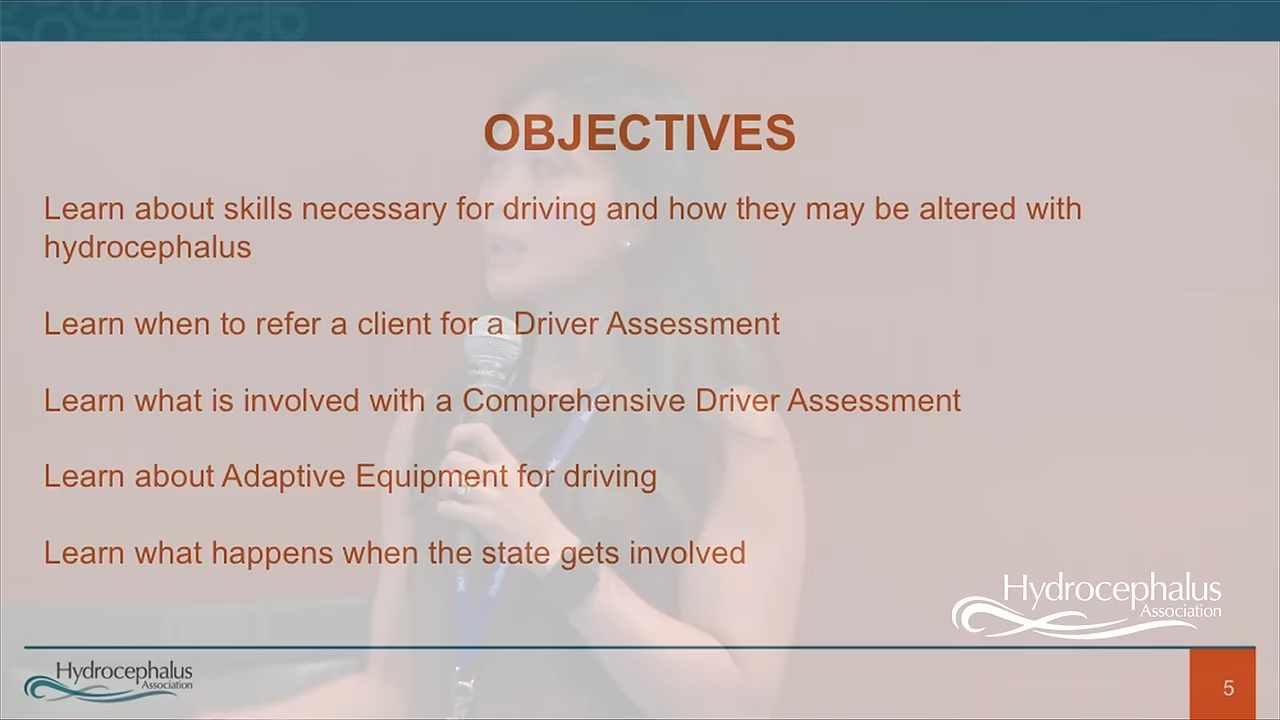 OBJECTIVES
Learn about skills necessary for driving and how they may be altered with
hydrocephalus
Learn when to refer a client for a Driver Assessment
Learn what is involved with a Comprehensive Driver Assessment
Learn about Adaptive Equipment for driving
Learn what happens when the state gets involved
Hydrocephalus
Association
Hydrocephalus
Association
5